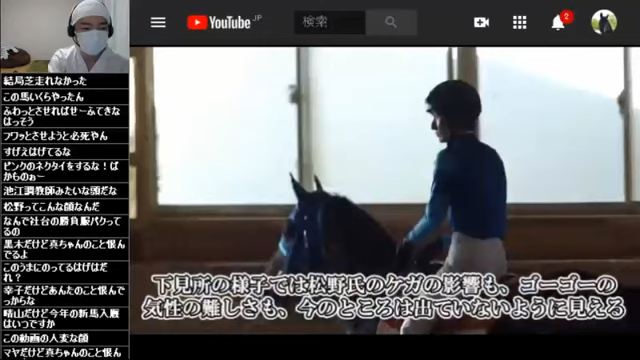 YouTube JP
検索
2
結局芝走れなかった
この馬いくらやったん
ふわっとさせればせーふてきな
はっそう
フワッとさせようと必死やん
すげえはげてるな
ピンクのネクタイをするな！ば
かものぉー
池江調教師みたいな頭だな
松野ってこんな顔なんだ
なんで社台の勝負服パクってる
の
黒木だけど真ちゃんのこと恨ん
でるよ
このうまにのってるはげはだ
れ？
幸子だけどあんたのこと恨んで
っからな
晴山だけど今年の新馬入厩
はいつですか
この動画の人変な顔
マヤだけど真ちゃんのこと恨ん
下見所の様子では松野氏のケガの影響も、ゴーゴーの
気性の難しさも、今のところは出ていないように見える